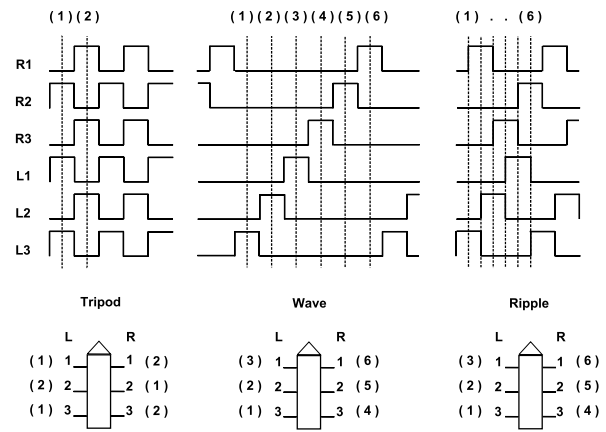 (1) (2) (1) (2) (3) (4) (5) (6) (1) . . (6)
R1
R2
R3
L1
L2
L3
Tripod Wave Ripple
L R L R L R
(1) 1 1 (2) (3) 1 1 (6) (3) 1 1 (6)
(2) 2 2 (1) (2) 2 2 (5) (2) 2 2 (5)
(1) 3 3 (2) (1) 3 3 (4) (1) 3 3 (4)